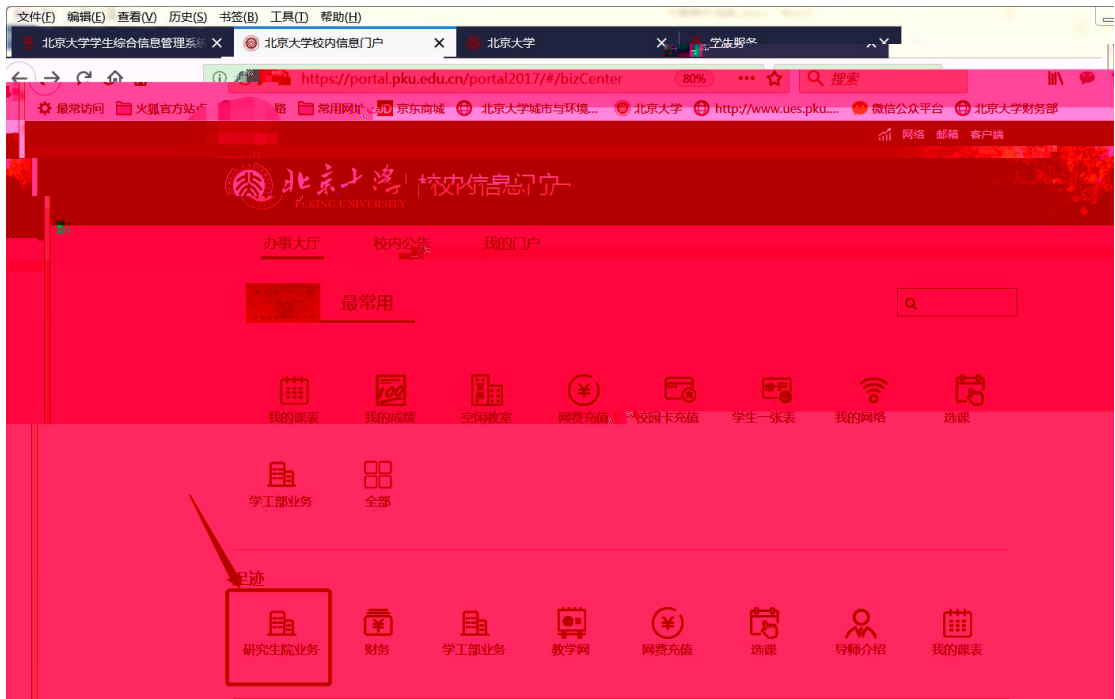 文件(F) 编辑(E) 查看(V) 历史(S) 书签(B) 工具(T) 帮助(H)
北京大学学生综合信息管理系统 北京大学校内信息门户 北京大学
https://portal.pku.edu.cn/portal2017/#/bizCenter 80% 搜索
最常访问 火狐官方站点 常用网址 JD 京东商城 北京大学城市与环境... 北京大学 http://www.ues.pku.... 微信公众平台 北京大学财务部
网络 邮箱 客户端
北京大学 校内信息门户
PEKING UNIVERSITY
办事大厅 校内公告 我的门户
最常用
我的课表 我的成绩 空闲教室 网费充值 校园卡充值 学生一张表 我的网络 选课
学工部业务 全部
足迹
研究生院业务 财务 学工部业务 教学网 网费充值 选课 导师介绍 我的课表